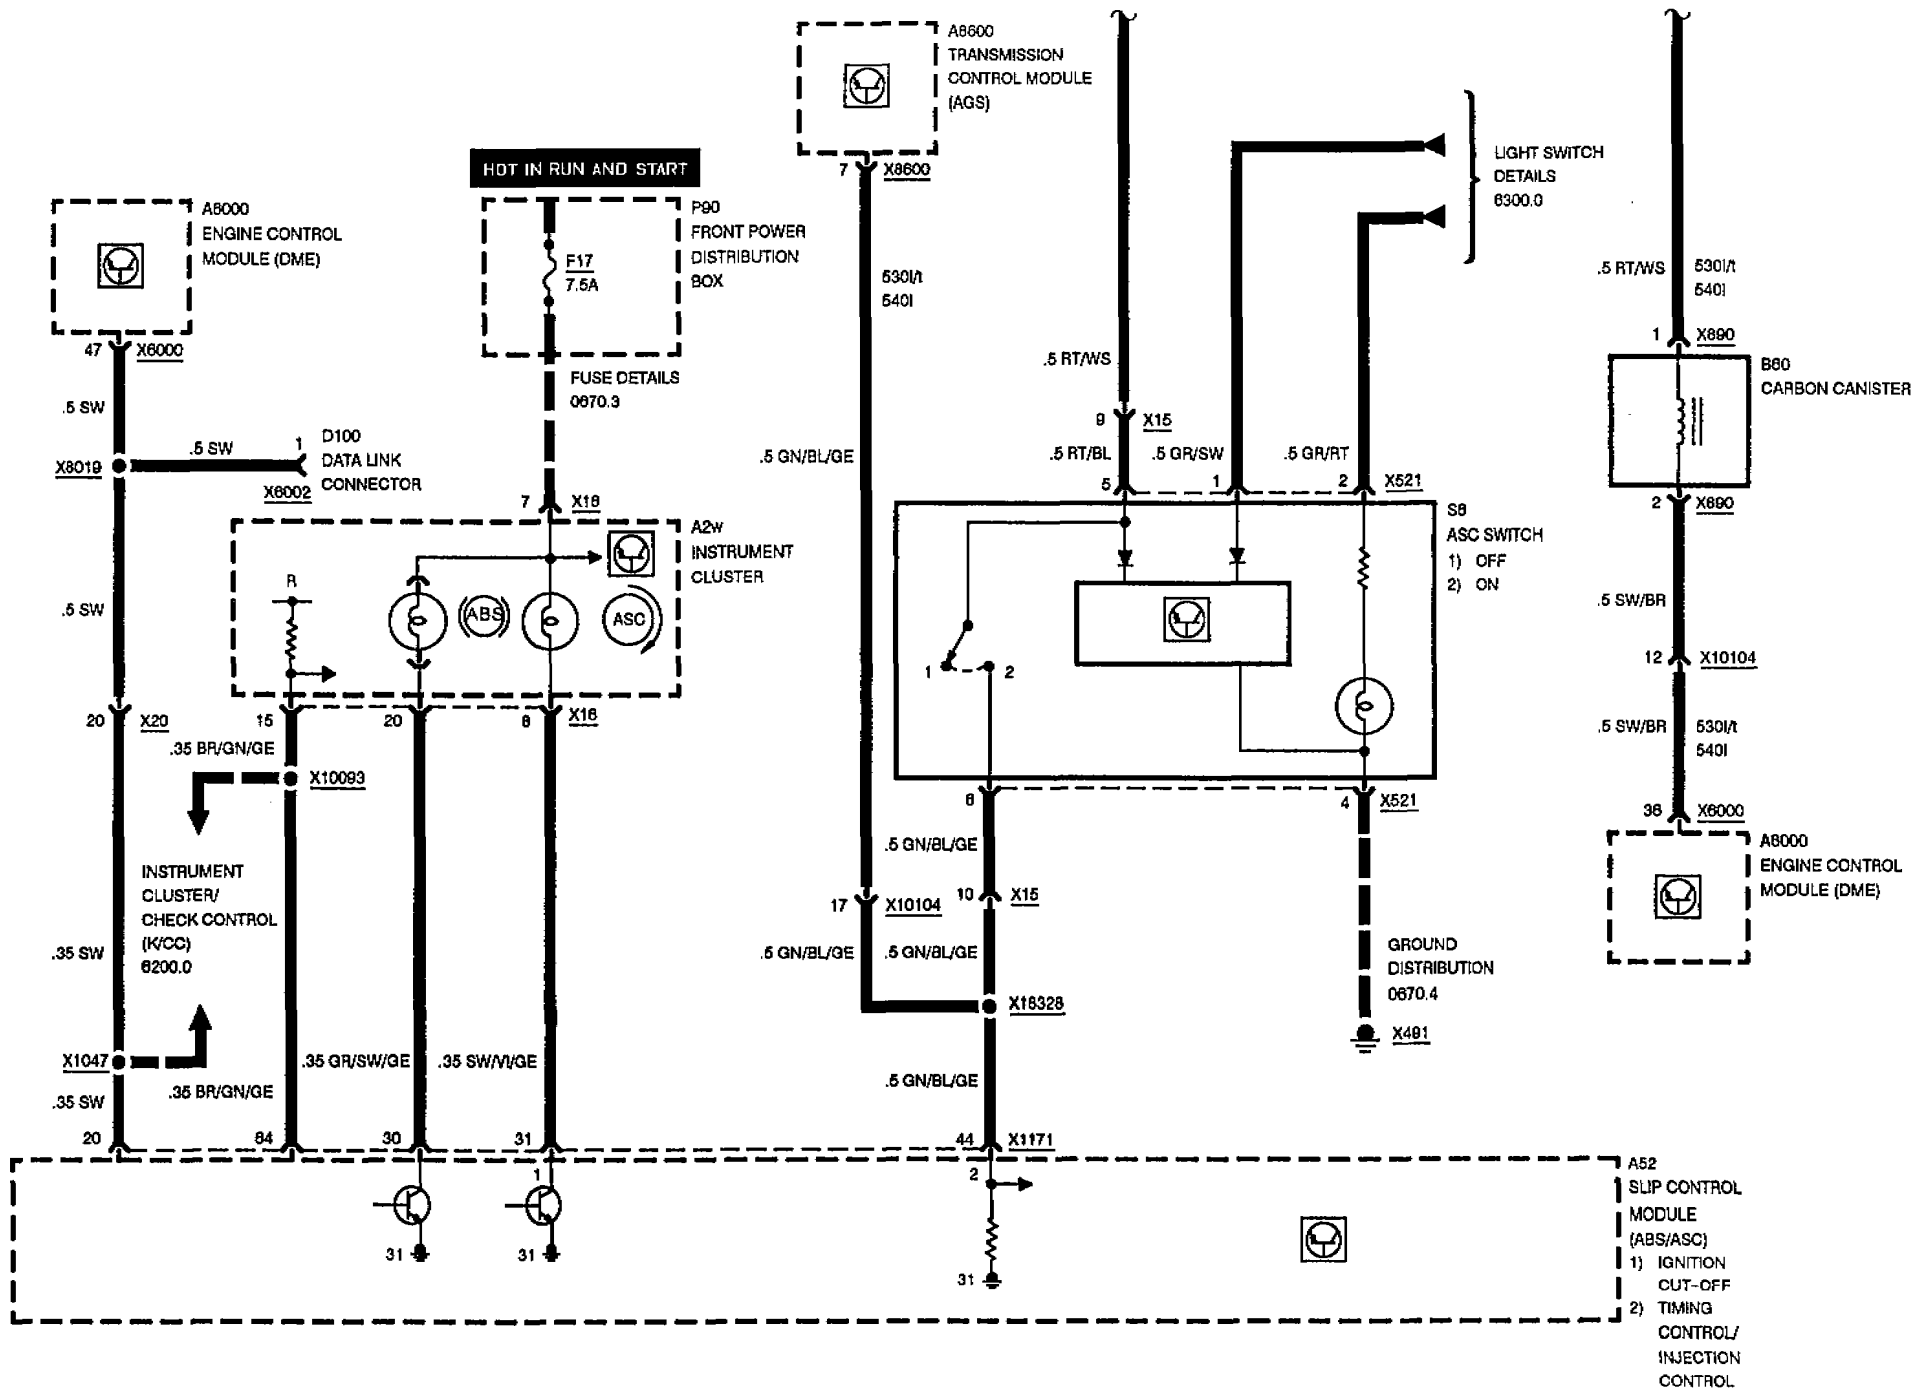 A8600
TRANSMISSION
CONTROL MODULE
(AGS)
7
X8600
HOT IN RUN AND START
LIGHT SWITCH
DETAILS
6300.0
A6000
ENGINE CONTROL
MODULE (DME)
P90
FRONT POWER
DISTRIBUTION
BOX
F17
7.5A
530I/t
540I
.5 RT/WS
530I/t
540I
47
X6000
1
X690
B60
CARBON CANISTER
FUSE DETAILS
0670.3
.5 RT/WS
.5 SW
9
X15
X8019
.5 SW
1
D100
DATA LINK
CONNECTOR
X6002
.5 GN/BL/GE
.5 RT/BL
.5 GR/SW
.5 GR/RT
5
1
2
X521
7
X16
2
X690
A2w
INSTRUMENT
CLUSTER
S6
ASC SWITCH
1) OFF
2) ON
R
ABS
ASC
.5 SW
.5 SW/BR
1
2
12
X10104
20
X20
15
20
8
X16
.5 SW/BR
530I/t
540I
.35 BR/GN/GE
X10093
6
4
X521
36
X6000
A6000
ENGINE CONTROL
MODULE (DME)
.5 GN/BL/GE
INSTRUMENT
CLUSTER/
CHECK CONTROL
(K/CC)
6200.0
17
X10104
10
X15
.35 SW
.5 GN/BL/GE
.5 GN/BL/GE
GROUND
DISTRIBUTION
0670.4
X18328
X491
X1047
.35 GR/SW/GE
.35 SW/VI/GE
.35 BR/GN/GE
.35 SW
.5 GN/BL/GE
20
84
30
31
44
X1171
1
2
A52
SLIP CONTROL
MODULE
(ABS/ASC)
1) IGNITION
CUT-OFF
2) TIMING
CONTROL/
INJECTION
CONTROL
31
31
31